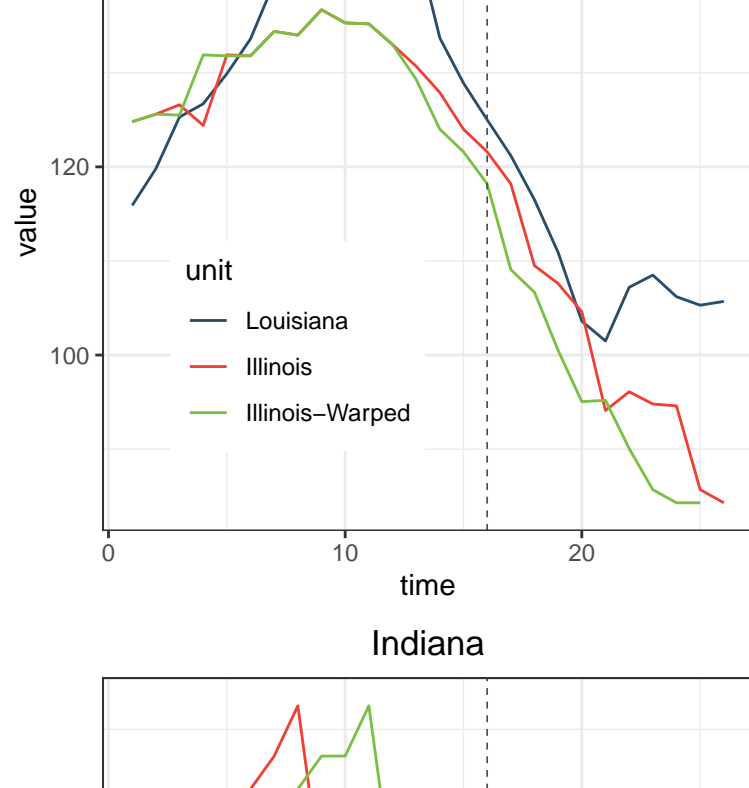 120
value
unit
Louisiana
Illinois
Illinois−Warped
100
0 10 20
time
Indiana